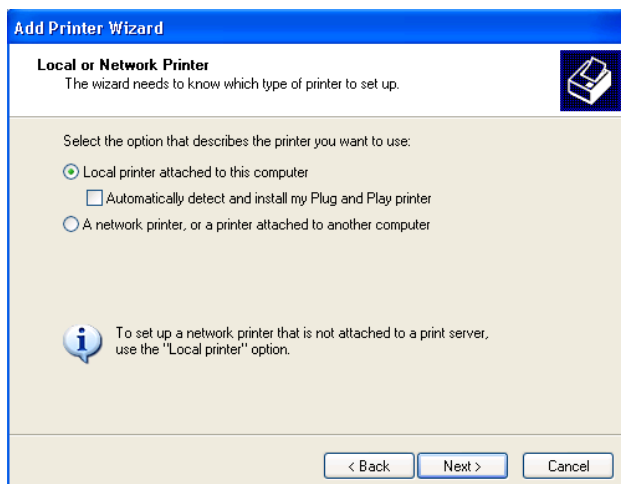 Add Printer Wizard
Local or Network Printer
The wizard needs to know which type of printer to set up.
Select the option that describes the printer you want to use:
Local printer attached to this computer
Automatically detect and install my Plug and Play printer
A network printer, or a printer attached to another computer
To set up a network printer that is not attached to a print server,
use the "Local printer" option.
< Back Next > Cancel